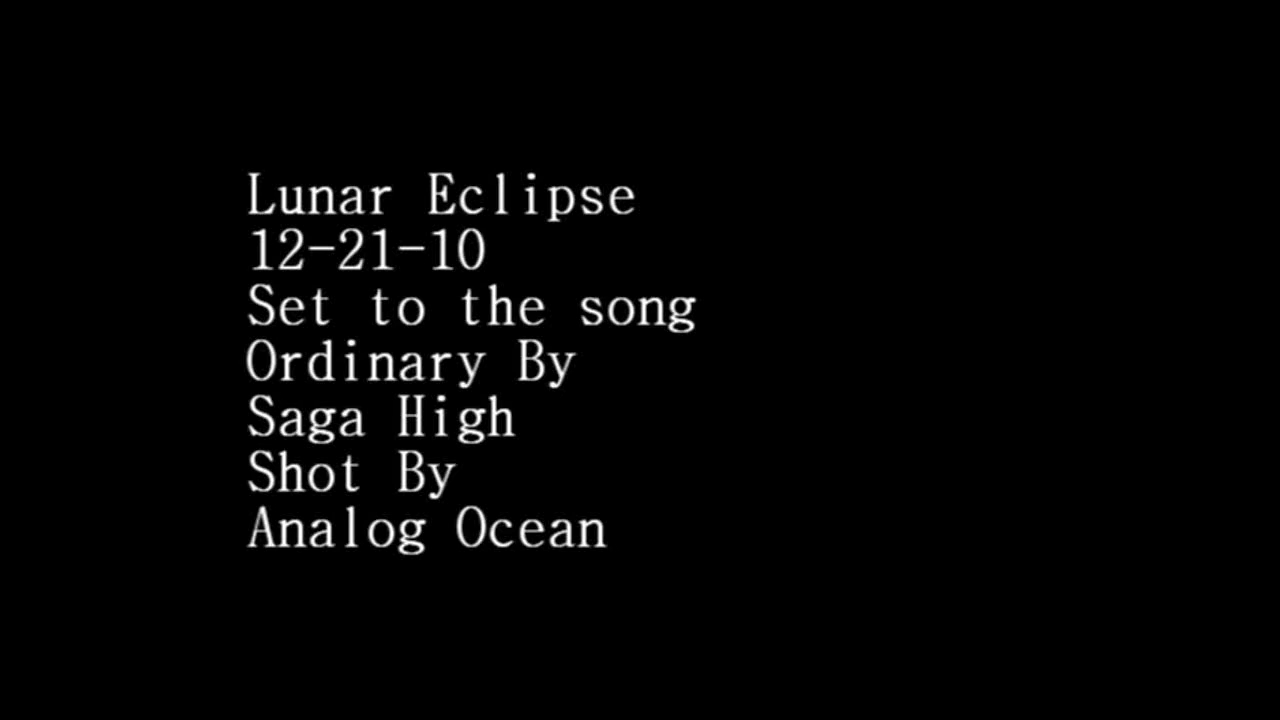 Lunar Eclipse
12-21-10
Set to the song
Ordinary By
Saga High
Shot By
Analog Ocean